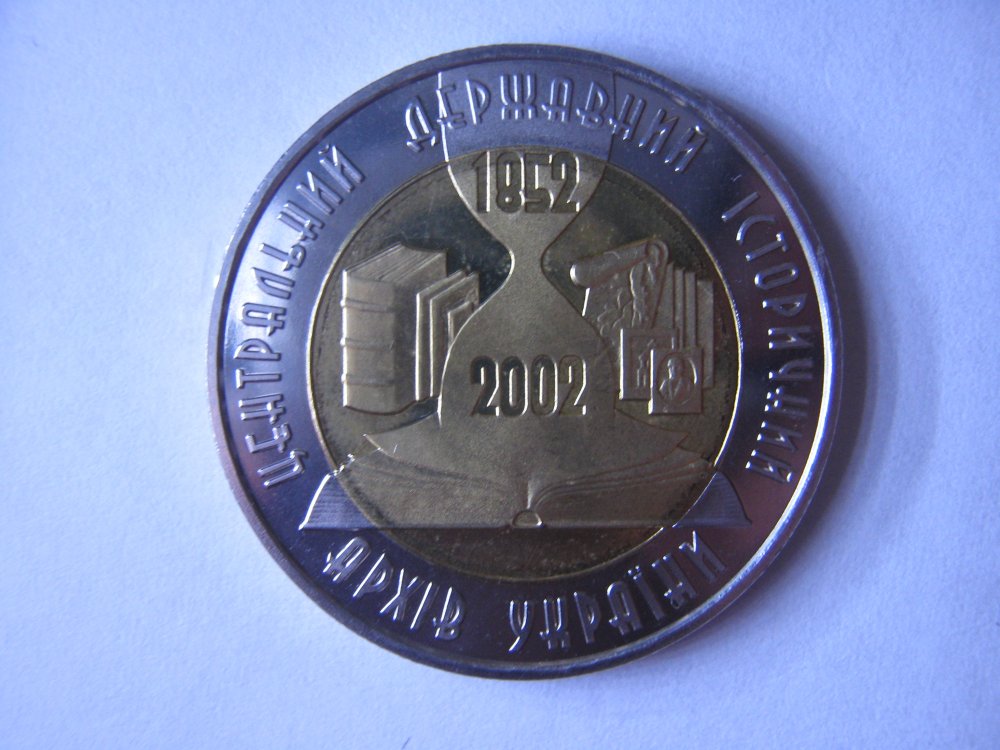 ЦЕНТРАЛЬНИЙ ДЕРЖАВНИЙ ІСТОРИЧНИЙ
АРХІВ УКРАЇНИ
1852
2002